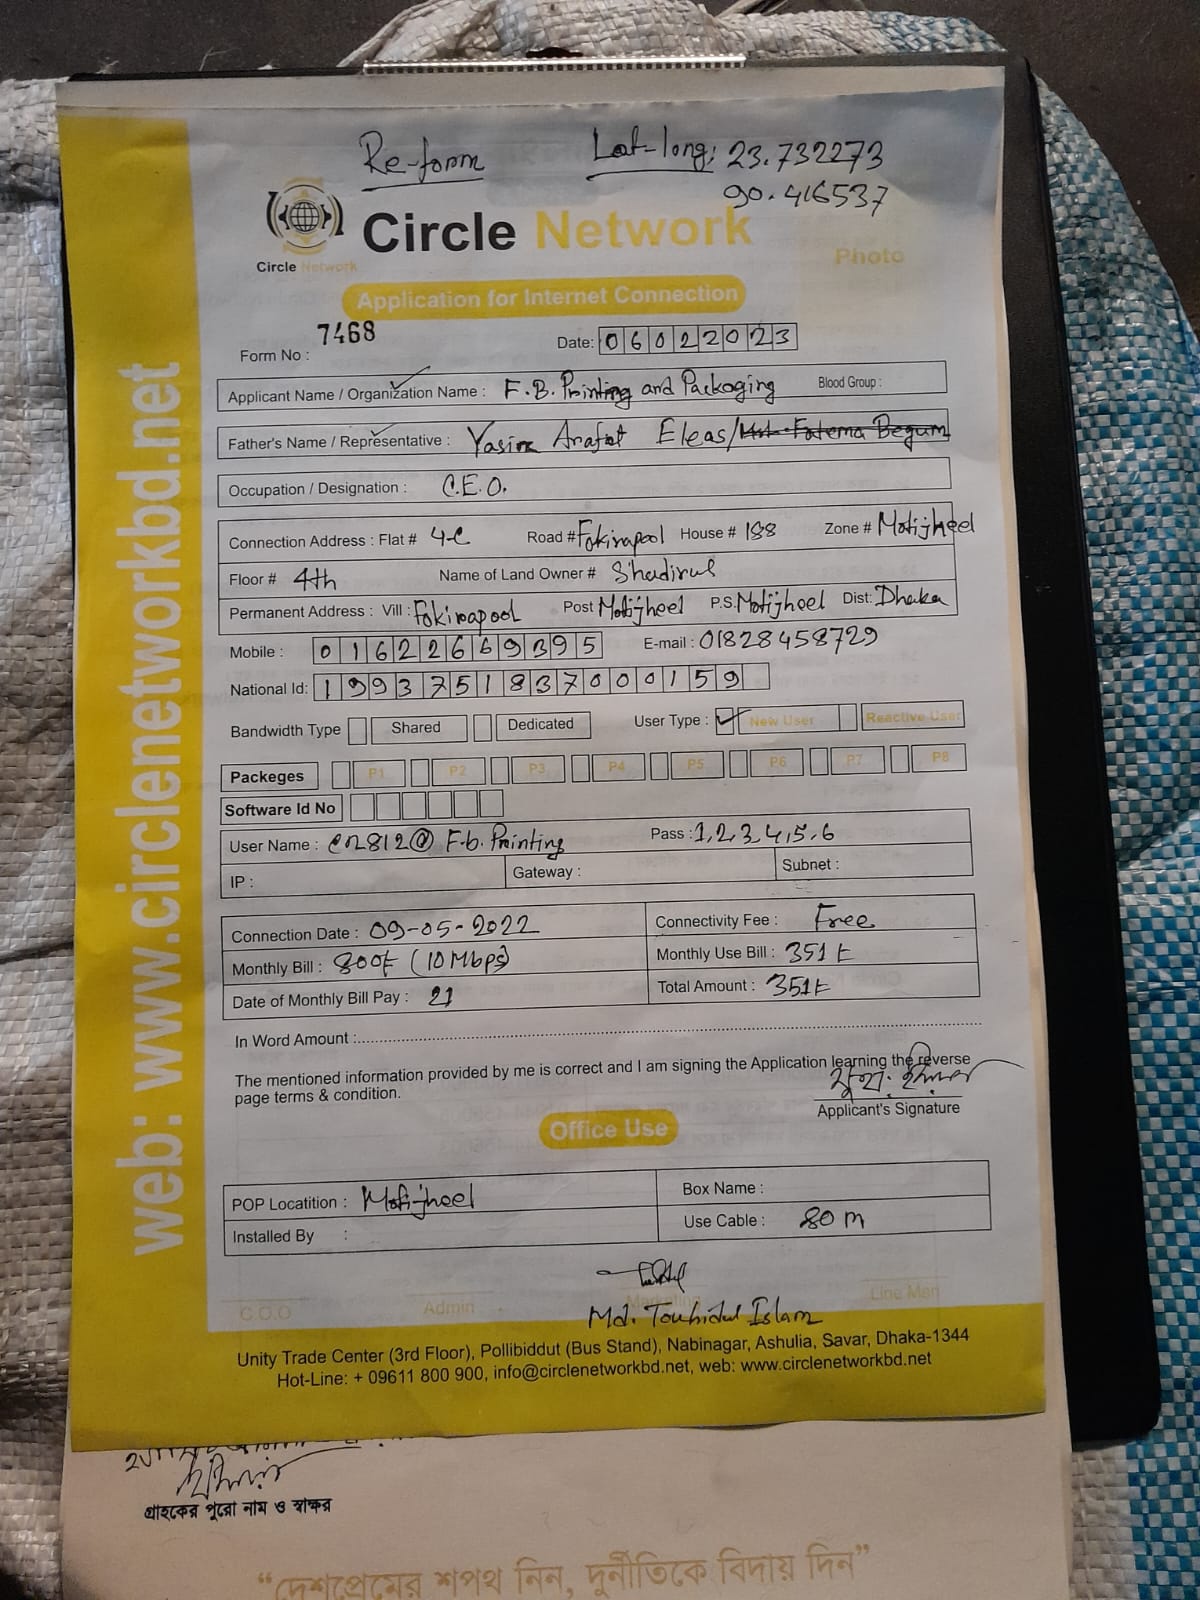 Re-form Lat-long: 23.732273
90.416537
Circle Network
Circle Network
Photo
Application for Internet Connection
Form No : 7468 Date: 06022023
Applicant Name / Organization Name : F.B. Printing and Packaging Blood Group :
Father's Name / Representative : Yasin Arafat Eleas/Mst. Fatema Begum
Occupation / Designation : C.E.O.
Connection Address : Flat # 4-C Road # Fokirapool House # 188 Zone # Motijheel
Floor # 4th Name of Land Owner # Shadirul
Permanent Address : Vill : Fokirapool Post Motijheel P.S. Motijheel Dist: Dhaka
Mobile : 01622669395 E-mail : 01828458729
National Id: 19937518370000159
Bandwidth Type Shared Dedicated User Type : New User Reactive User
Packeges P1 P2 P3 P4 P5 P6 P7 P8
Software Id No
User Name : cn812@F.b.Printing Pass : 1,2,3,4,5,6
IP : Gateway : Subnet :
Connection Date : 09-05-2022 Connectivity Fee : Free
Monthly Bill : 800৳ (10 Mbps) Monthly Use Bill : 351৳
Date of Monthly Bill Pay : 21 Total Amount : 351৳
In Word Amount :
The mentioned information provided by me is correct and I am signing the Application learning the reverse
page terms & condition.
Applicant's Signature
Office Use
POP Locatition : Motijheel Box Name :
Installed By : Use Cable : 80 m
C.O.O Admin Marketing Line Man
Md. Touhidul Islam
Unity Trade Center (3rd Floor), Pollibiddut (Bus Stand), Nabinagar, Ashulia, Savar, Dhaka-1344
Hot-Line: + 09611 800 900, info@circlenetworkbd.net, web: www.circlenetworkbd.net
web: www.circlenetworkbd.net
গ্রাহকের পুরো নাম ও স্বাক্ষর
“দেশপ্রেমের শপথ নিন, দুর্নীতিকে বিদায় দিন”